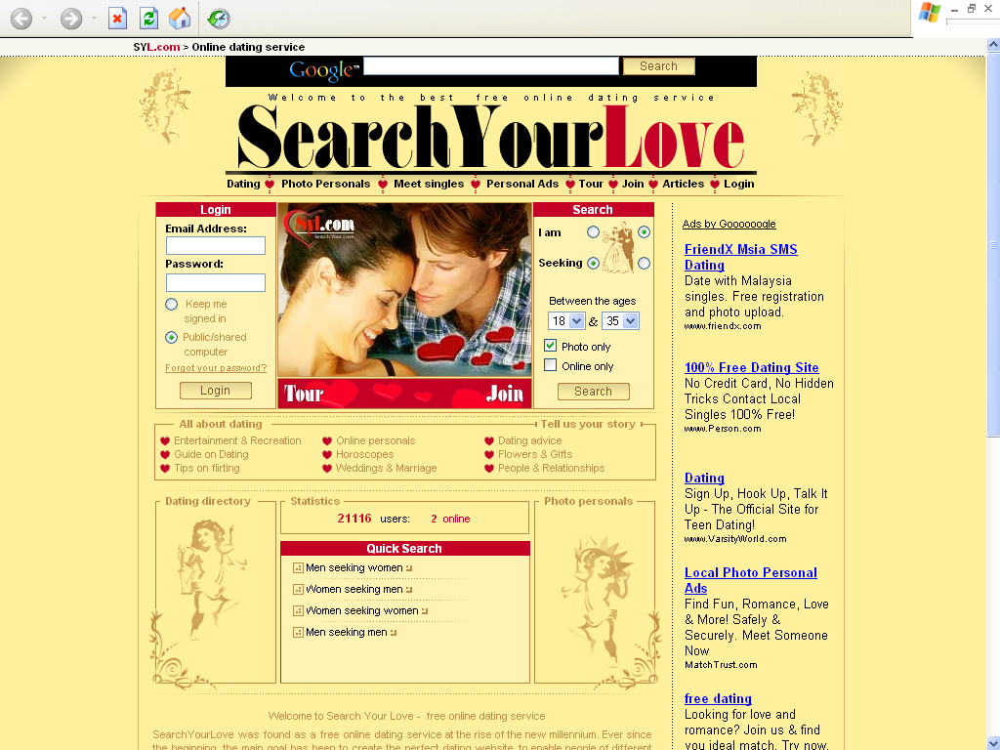 SYL.com > Online dating service
Google™ Search
Welcome to the best free online dating service
SearchYourLove
Dating Photo Personals Meet singles Personal Ads Tour Join Articles Login
Login
Email Address:
Password:
Keep me
signed in
Public/shared
computer
Forgot your password?
Login
Syl.com
Search Your Love
Tour Join
Search
I am
Seeking
Between the ages
18 & 35
Photo only
Online only
Search
All about dating
Tell us your story
Entertainment & Recreation
Online personals
Dating advice
Guide on Dating
Horoscopes
Flowers & Gifts
Tips on flirting
Weddings & Marriage
People & Relationships
Dating directory
Statistics
21116 users: 2 online
Quick Search
Men seeking women
Women seeking men
Women seeking women
Men seeking men
Photo personals
Welcome to Search Your Love - free online dating service
SearchYourLove was found as a free online dating service at the rise of the new millennium. Ever since
the beginning, the main goal has been to create the perfect dating website, to enable people of different
Ads by Goooooogle
FriendX Msia SMS
Dating
Date with Malaysia
singles. Free registration
and photo upload.
www.friendx.com
100% Free Dating Site
No Credit Card, No Hidden
Tricks Contact Local
Singles 100% Free!
www.Person.com
Dating
Sign Up, Hook Up, Talk It
Up - The Official Site for
Teen Dating!
www.VarsityWorld.com
Local Photo Personal
Ads
Find Fun, Romance, Love
& More! Safely &
Securely. Meet Someone
Now
MatchTrust.com
free dating
Looking for love and
romance? Join us & find
you ideal match. Try now.